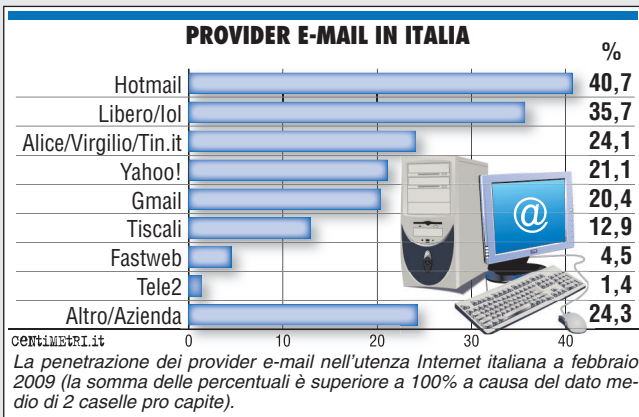 PROVIDER E-MAIL IN ITALIA
%
Hotmail 40,7
Libero/Iol 35,7
Alice/Virgilio/Tin.it 24,1
Yahoo! 21,1
Gmail 20,4
Tiscali 12,9
Fastweb 4,5
Tele2 1,4
Altro/Azienda 24,3
0 10 20 30 40
@
CENTIMETRI.it
La penetrazione dei provider e-mail nell'utenza Internet italiana a febbraio
2009 (la somma delle percentuali è superiore a 100% a causa del dato me-
dio di 2 caselle pro capite).